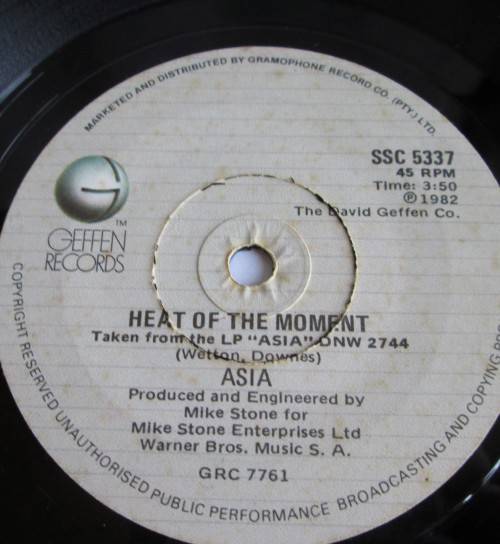 MARKETED AND DISTRIBUTED BY GRAMOPHONE RECORD CO. (PTY.) LTD.
SSC 5337
45 RPM
Time: 3:50
℗ 1982
The David Geffen Co.
TM
GEFFEN
RECORDS
HEAT OF THE MOMENT
Taken from the LP "ASIA" DNW 2744
(Wetton, Downes)
ASIA
Produced and Engineered by
Mike Stone for
Mike Stone Enterprises Ltd
Warner Bros. Music S. A.
GRC 7761
COPYRIGHT RESERVED UNAUTHORISED PUBLIC PERFORMANCE BROADCASTING AND COPYING